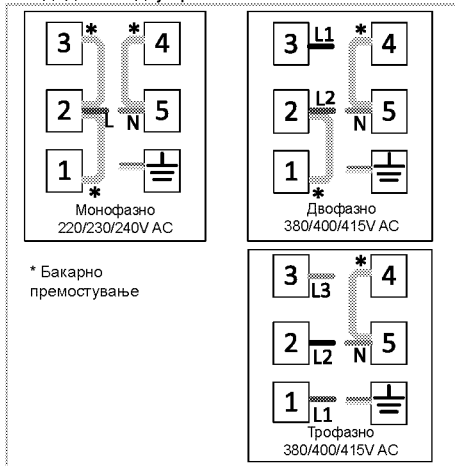 3 * * 4
2 L N 5
1 *
Монофазно
220/230/240V AC
3 L1 * 4
2 L2 5
1 *
Двофазно
380/400/415V AC
* Бакарно
премостување
3 L3 * 4
2 L2 N 5
1 L1
Трофазно
380/400/415V AC